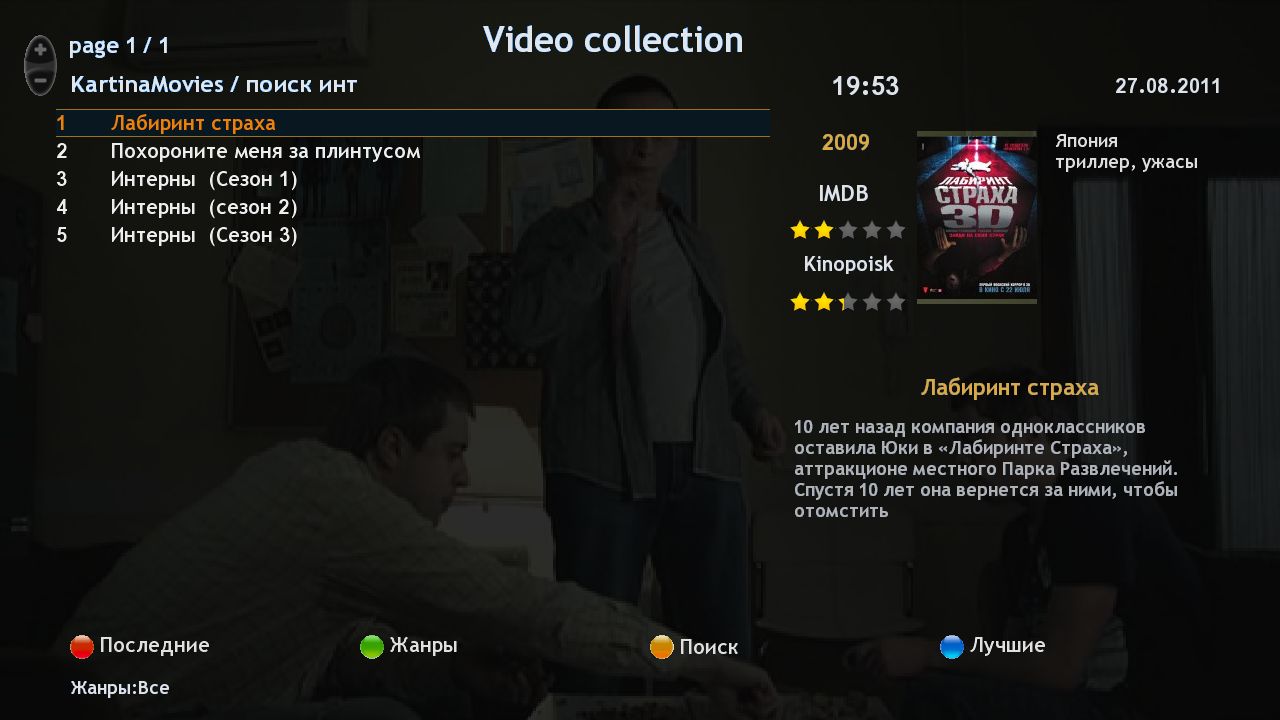 page 1 / 1
Video collection
KartinaMovies / поиск инт
19:53
27.08.2011
1 Лабиринт страха
2 Похороните меня за плинтусом
3 Интерны (Сезон 1)
4 Интерны (сезон 2)
5 Интерны (Сезон 3)
2009
IMDB
Kinopoisk
ЛАБИРИНТ
СТРАХА
3D
В КИНО С 22 ИЮЛЯ
Япония
триллер, ужасы
Лабиринт страха
10 лет назад компания одноклассников
оставила Юки в «Лабиринте Страха»,
аттракционе местного Парка Развлечений.
Спустя 10 лет она вернется за ними, чтобы
отомстить
Последние
Жанры
Поиск
Лучшие
Жанры:Все